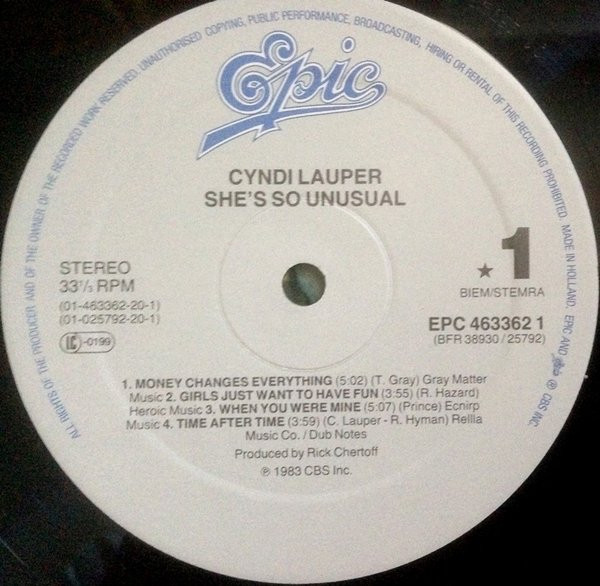 ALL RIGHTS OF THE PRODUCER AND OF THE OWNER OF THE RECORDED WORK RESERVED. UNAUTHORISED COPYING, PUBLIC PERFORMANCE, BROADCASTING, HIRING OR RENTAL OF THIS RECORDING PROHIBITED. MADE IN HOLLAND. EPIC AND ℗ CBS INC.
Epic
CYNDI LAUPER
SHE'S SO UNUSUAL
STEREO
33⅓ RPM
(01-463362-20-1)
(01-025792-20-1)
LC-0199
★ 1
BIEM/STEMRA
EPC 463362 1
(BFR 38930 / 25792)
1. MONEY CHANGES EVERYTHING (5:02) (T. Gray) Gray Matter
Music 2. GIRLS JUST WANT TO HAVE FUN (3:55) (R. Hazard)
Heroic Music 3. WHEN YOU WERE MINE (5:07) (Prince) Ecnirp
Music 4. TIME AFTER TIME (3:59) (C. Lauper - R. Hyman) Rellla
Music Co. / Dub Notes
Produced by Rick Chertoff
℗ 1983 CBS Inc.